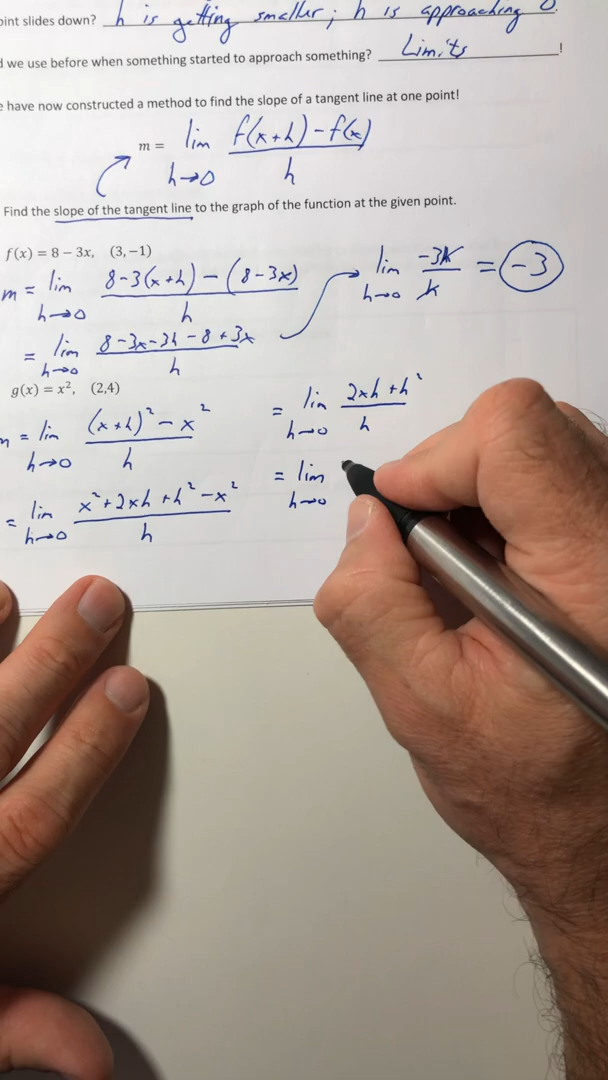 oint slides down? h is getting smaller; h is approaching 0.
d we use before when something started to approach something? Limits !
e have now constructed a method to find the slope of a tangent line at one point!
m = lim h→0 f(x+h)-f(x) / h
Find the slope of the tangent line to the graph of the function at the given point.
f(x) = 8 − 3x, (3,−1)
m = lim h→0 8-3(x+h) - (8-3x) / h
= lim h→0 8-3x-3h-8+3x / h
lim h→0 -3h / h = -3
g(x) = x², (2,4)
m = lim h→0 (x+h)² - x² / h
= lim h→0 x²+2xh+h²-x² / h
= lim h→0 2xh+h² / h
= lim h→0